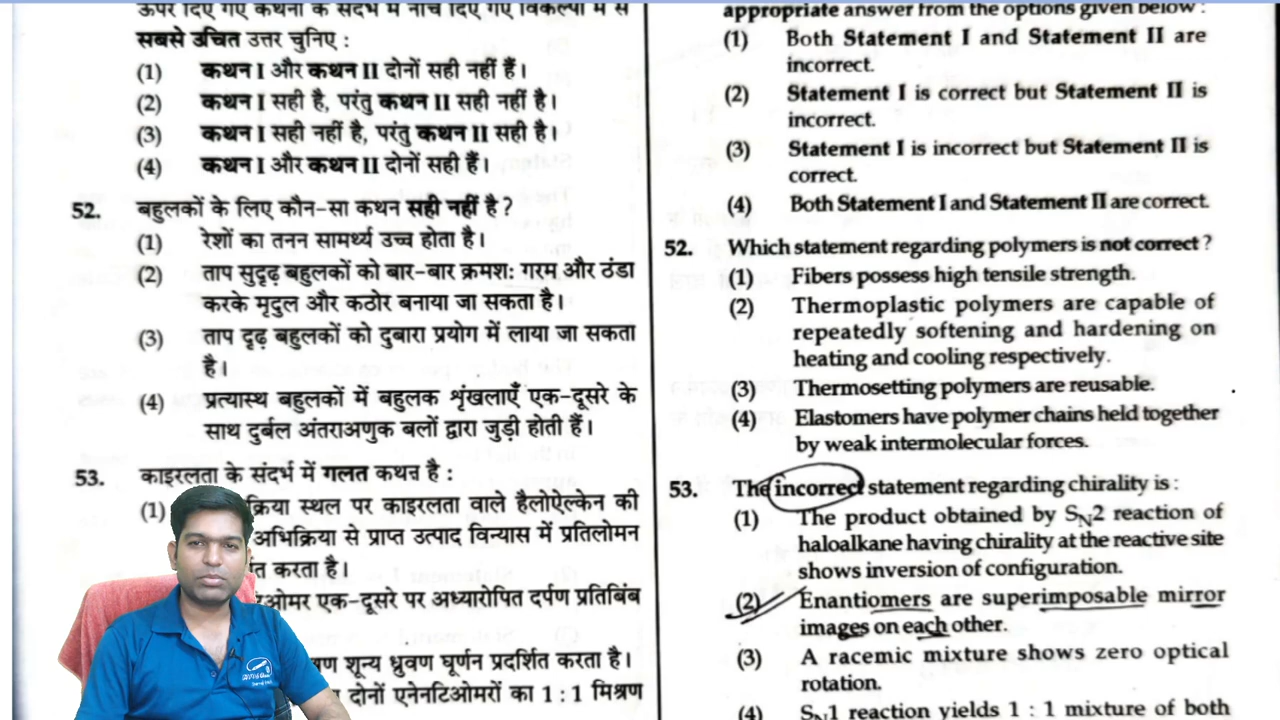 ऊपर दिए गए कथनों के संदर्भ में नीचे दिए गए विकल्पों में से
सबसे उचित उत्तर चुनिए :
(1) कथन I और कथन II दोनों सही नहीं हैं।
(2) कथन I सही है, परंतु कथन II सही नहीं है।
(3) कथन I सही नहीं है, परंतु कथन II सही है।
(4) कथन I और कथन II दोनों सही हैं।
52. बहुलकों के लिए कौन-सा कथन सही नहीं है ?
(1) रेशों का तनन सामर्थ्य उच्च होता है।
(2) ताप सुदृढ़ बहुलकों को बार-बार क्रमशः गरम और ठंडा
करके मृदुल और कठोर बनाया जा सकता है।
(3) ताप दृढ़ बहुलकों को दुबारा प्रयोग में लाया जा सकता
है।
(4) प्रत्यास्थ बहुलकों में बहुलक शृंखलाएँ एक-दूसरे के
साथ दुर्बल अंतराअणुक बलों द्वारा जुड़ी होती हैं।
53. काइरलता के संदर्भ में गलत कथन है :
(1) क्रिया स्थल पर काइरलता वाले हैलोऐल्केन की
अभिक्रिया से प्राप्त उत्पाद विन्यास में प्रतिलोमन
करता है।
एक-दूसरे पर अध्यारोपित दर्पण प्रतिबिंब
शून्य ध्रुवण घूर्णन प्रदर्शित करता है।
दोनों एनेनटिओमरों का 1 : 1 मिश्रण
appropriate answer from the options given below :
(1) Both Statement I and Statement II are
incorrect.
(2) Statement I is correct but Statement II is
incorrect.
(3) Statement I is incorrect but Statement II is
correct.
(4) Both Statement I and Statement II are correct.
52. Which statement regarding polymers is not correct ?
(1) Fibers possess high tensile strength.
(2) Thermoplastic polymers are capable of
repeatedly softening and hardening on
heating and cooling respectively.
(3) Thermosetting polymers are reusable.
(4) Elastomers have polymer chains held together
by weak intermolecular forces.
53. The incorrect statement regarding chirality is :
(1) The product obtained by SN2 reaction of
haloalkane having chirality at the reactive site
shows inversion of configuration.
(2) Enantiomers are superimposable mirror
images on each other.
(3) A racemic mixture shows zero optical
rotation.
(4) SN1 reaction yields 1 : 1 mixture of both